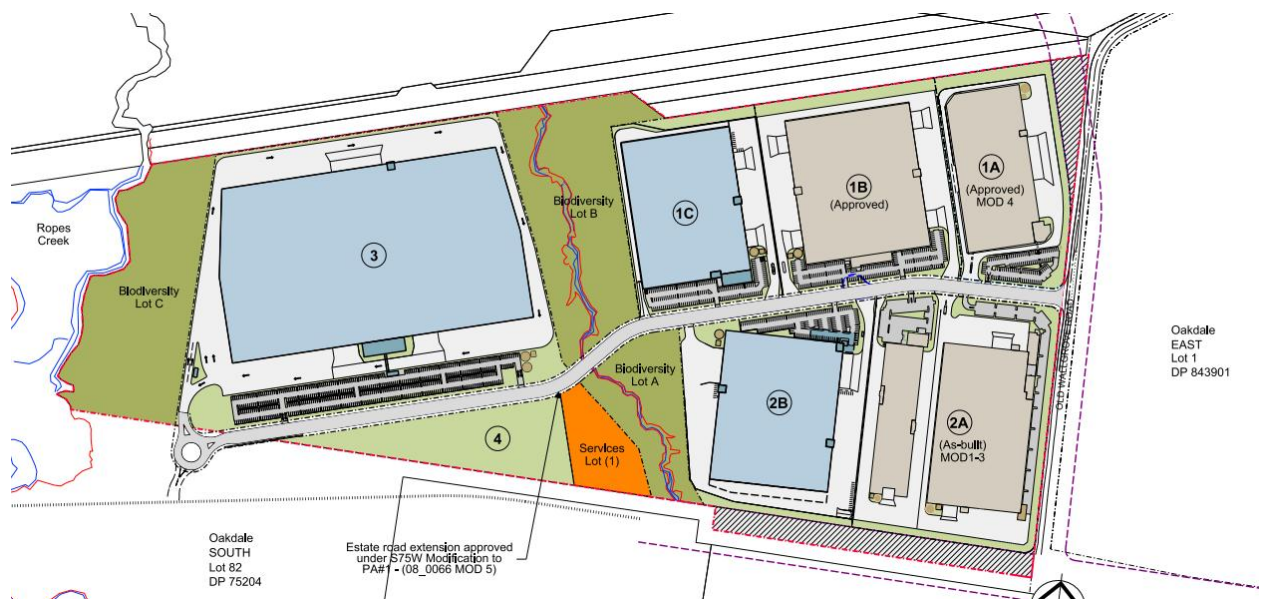 Ropes
Creek
Biodiversity
Lot C
3
Biodiversity
Lot B
1C
1B
(Approved)
1A
(Approved)
MOD 4
Biodiversity
Lot A
2B
2A
(As-built)
MOD1-3
4
Services
Lot (1)
OLD WALLGROVE ROAD
Oakdale
EAST
Lot 1
DP 843901
Oakdale
SOUTH
Lot 82
DP 75204
Estate road extension approved
under S75W Modification to
PA#1 - (08_0066 MOD 5)